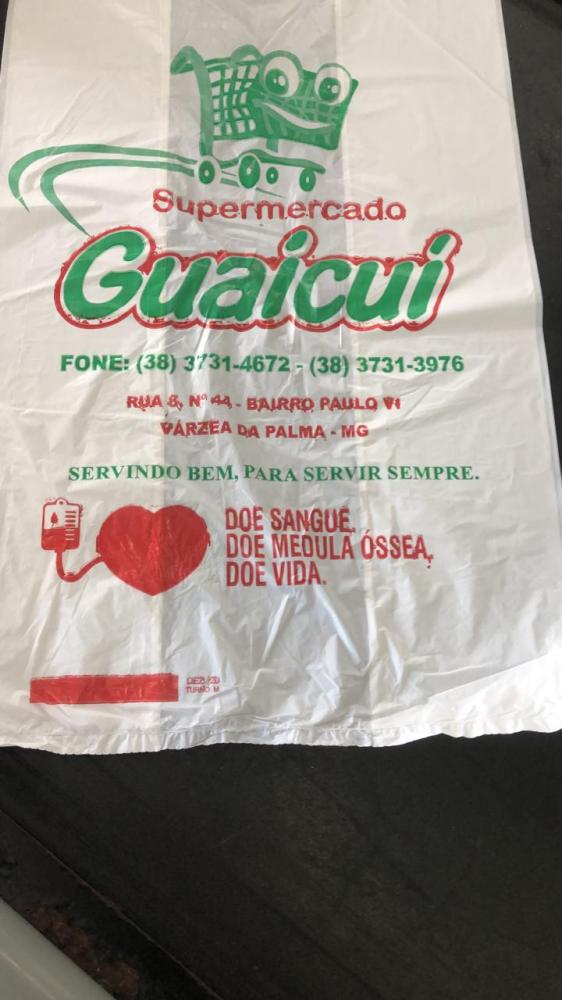 Supermercado
Guaicui
FONE: (38) 3731-4672 - (38) 3731-3976
RUA 8, Nº 44 - BAIRRO PAULO VI
VÁRZEA DA PALMA - MG
SERVINDO BEM, PARA SERVIR SEMPRE.
DOE SANGUE,
DOE MEDULA ÓSSEA,
DOE VIDA.
TURNO M